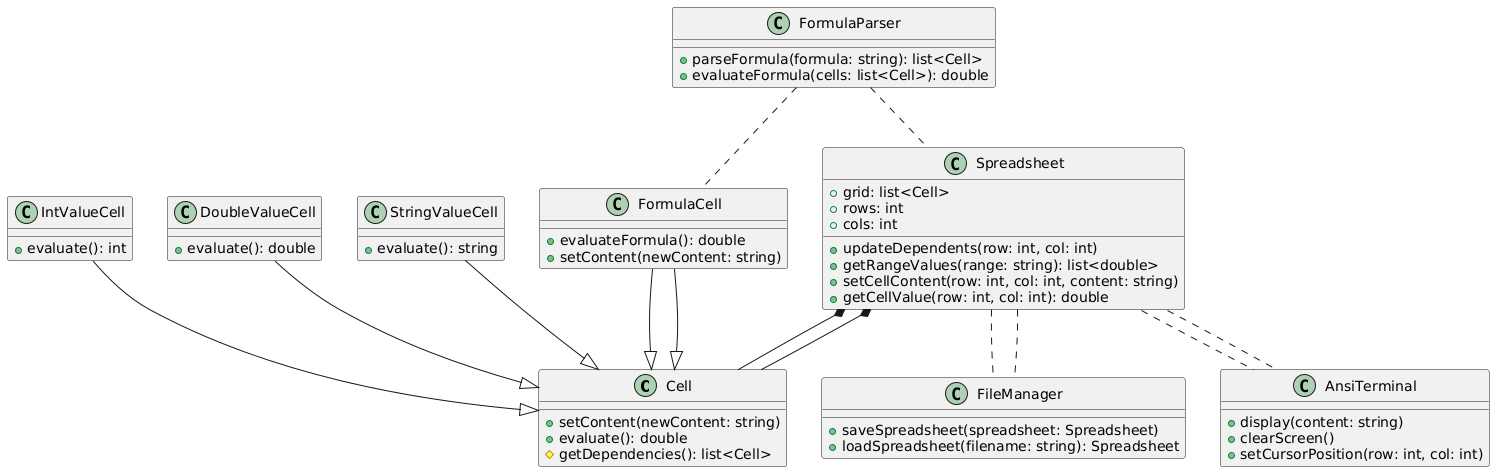 C FormulaParser
parseFormula(formula: string): list<Cell>
evaluateFormula(cells: list<Cell>): double
C Spreadsheet
grid: list<Cell>
rows: int
cols: int
updateDependents(row: int, col: int)
getRangeValues(range: string): list<double>
setCellContent(row: int, col: int, content: string)
getCellValue(row: int, col: int): double
C IntValueCell
evaluate(): int
C DoubleValueCell
evaluate(): double
C StringValueCell
evaluate(): string
C FormulaCell
evaluateFormula(): double
setContent(newContent: string)
C Cell
setContent(newContent: string)
evaluate(): double
getDependencies(): list<Cell>
C FileManager
saveSpreadsheet(spreadsheet: Spreadsheet)
loadSpreadsheet(filename: string): Spreadsheet
C AnsiTerminal
display(content: string)
clearScreen()
setCursorPosition(row: int, col: int)